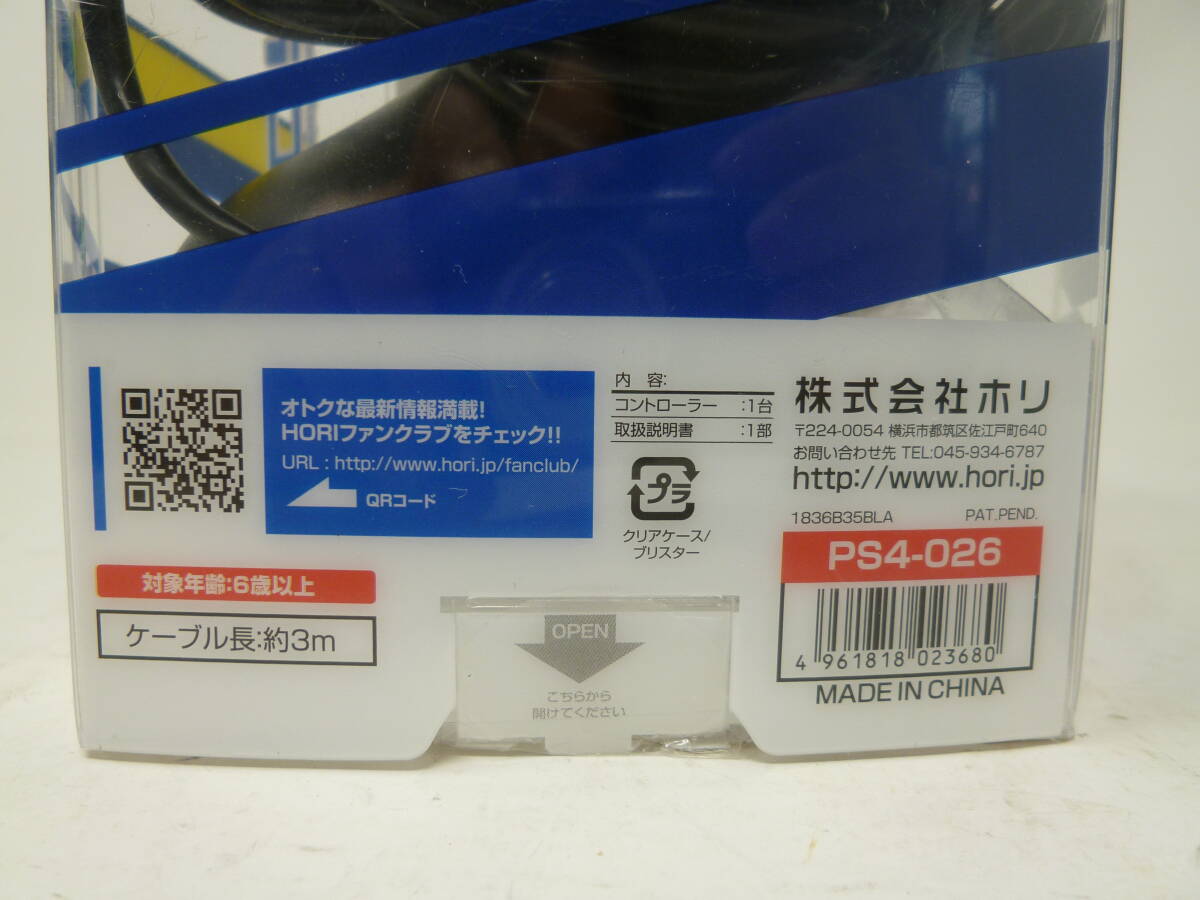 オトクな最新情報満載!
HORIファンクラブをチェック!!
URL : http://www.hori.jp/fanclub/
QRコード
対象年齢:6歳以上
ケーブル長:約3m
内 容:
コントローラー :1台
取扱説明書 :1部
プラ
クリアケース/
ブリスター
株式会社ホリ
〒224-0054 横浜市都筑区佐江戸町640
お問い合わせ先 TEL:045-934-6787
http://www.hori.jp
1836B35BLA PAT.PEND.
PS4-026
4 961818 023680
MADE IN CHINA
OPEN
こちらから
開けてください